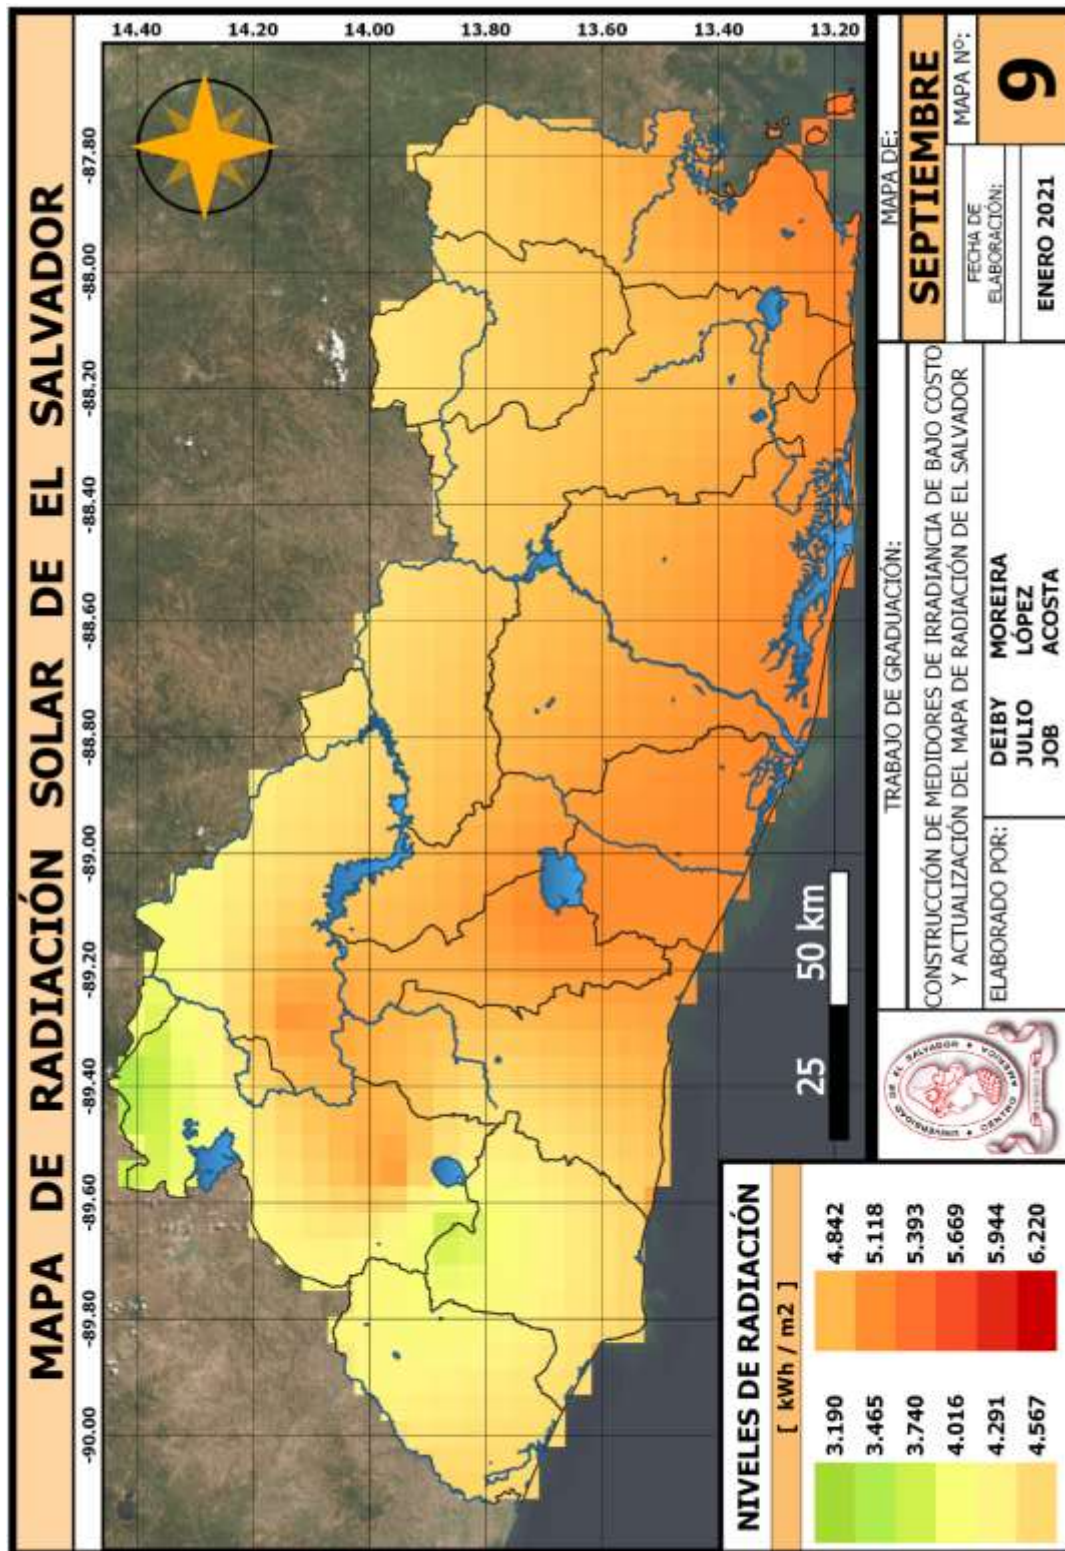 MAPA DE RADIACIÓN SOLAR DE EL SALVADOR
-90.00 -89.80 -89.60 -89.40 -89.20 -89.00 -88.80 -88.60 -88.40 -88.20 -88.00 -87.80
14.40
14.20
14.00
13.80
13.60
13.40
13.20
25 50 km
NIVELES DE RADIACIÓN
[ kWh / m2 ]
3.190 4.842
3.465 5.118
3.740 5.393
4.016 5.669
4.291 5.944
4.567 6.220
UNIVERSIDAD DE EL SALVADOR
CENTRO AMERICA
TRABAJO DE GRADUACIÓN:
CONSTRUCCIÓN DE MEDIDORES DE IRRADIANCIA DE BAJO COSTO
Y ACTUALIZACIÓN DEL MAPA DE RADIACIÓN DE EL SALVADOR
ELABORADO POR:
DEIBY MOREIRA
JULIO LÓPEZ
JOB ACOSTA
MAPA DE:
SEPTIEMBRE
FECHA DE
ELABORACIÓN:
ENERO 2021
MAPA Nº:
9